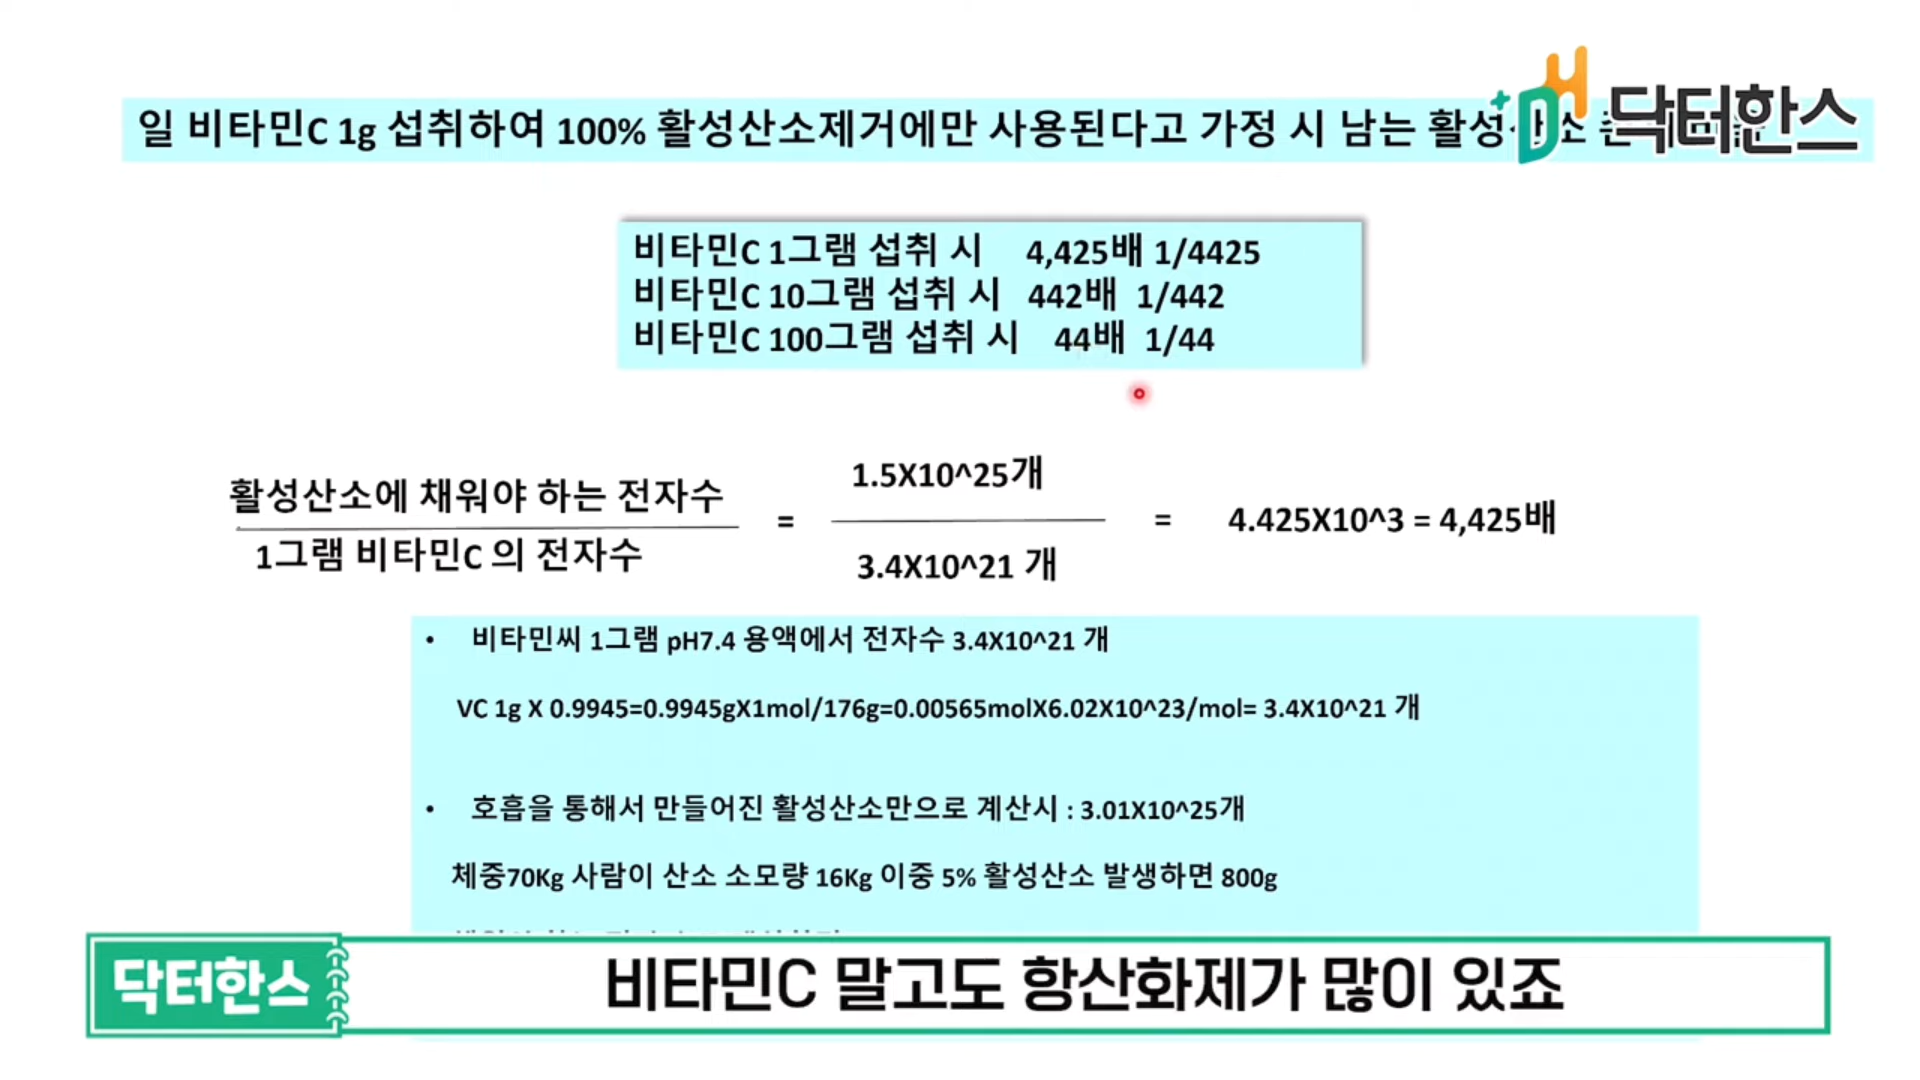 일 비타민C 1g 섭취하여 100% 활성산소제거에만 사용된다고 가정 시 남는
닥터한스
비타민C 1그램 섭취 시 4,425배 1/4425
비타민C 10그램 섭취 시 442배 1/442
비타민C 100그램 섭취 시 44배 1/44
활성산소에 채워야 하는 전자수
1그램 비타민C 의 전자수
=
1.5X10^25개
3.4X10^21 개
=
4.425X10^3 = 4,425배
• 비타민씨 1그램 pH7.4 용액에서 전자수 3.4X10^21 개
VC 1g X 0.9945=0.9945gX1mol/176g=0.00565molX6.02X10^23/mol= 3.4X10^21 개
• 호흡을 통해서 만들어진 활성산소만으로 계산시 : 3.01X10^25개
체중70Kg 사람이 산소 소모량 16Kg 이중 5% 활성산소 발생하면 800g
닥터한스
비타민C 말고도 항산화제가 많이 있죠